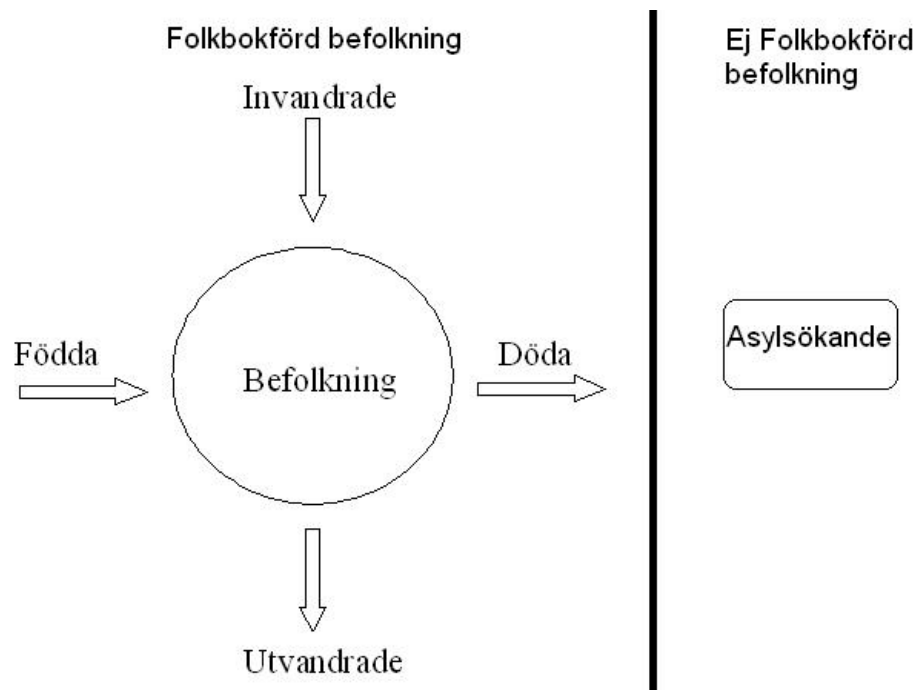 Folkbokförd befolkning
Invandrade
Födda
Befolkning
Döda
Utvandrade
Ej Folkbokförd
befolkning
Asylsökande